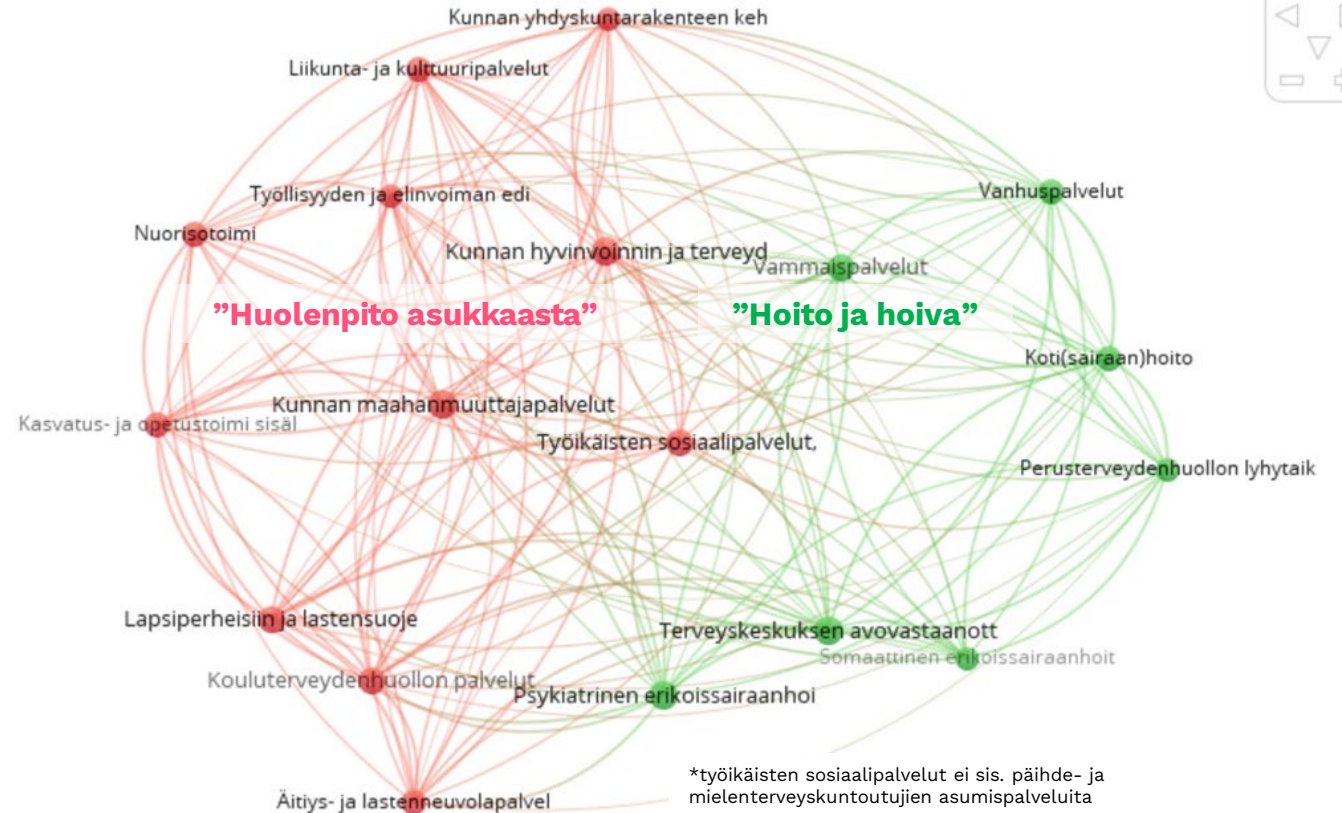 Kunnan yhdyskuntarakenteen keh
Liikunta- ja kulttuuripalvelut
Työllisyyden ja elinvoiman edi
Vanhuspalvelut
Nuorisotoimi
Kunnan hyvinvoinnin ja terveyd
Vammaispalvelut
”Huolenpito asukkaasta”
”Hoito ja hoiva”
Koti(sairaan)hoito
Kunnan maahanmuuttajapalvelut
Kasvatus- ja opetustoimi sisäl
Työikäisten sosiaalipalvelut,
Perusterveydenhuollon lyhytaik
Lapsiperheisiin ja lastensuoje
Terveyskeskuksen avovastaanott
Somaattinen erikoissairaanhoit
Kouluterveydenhuollon palvelut
Psykiatrinen erikoissairaanhoi
Äitiys- ja lastenneuvolapalvel
*työikäisten sosiaalipalvelut ei sis. päihde- ja
mielenterveyskuntoutujien asumispalveluita